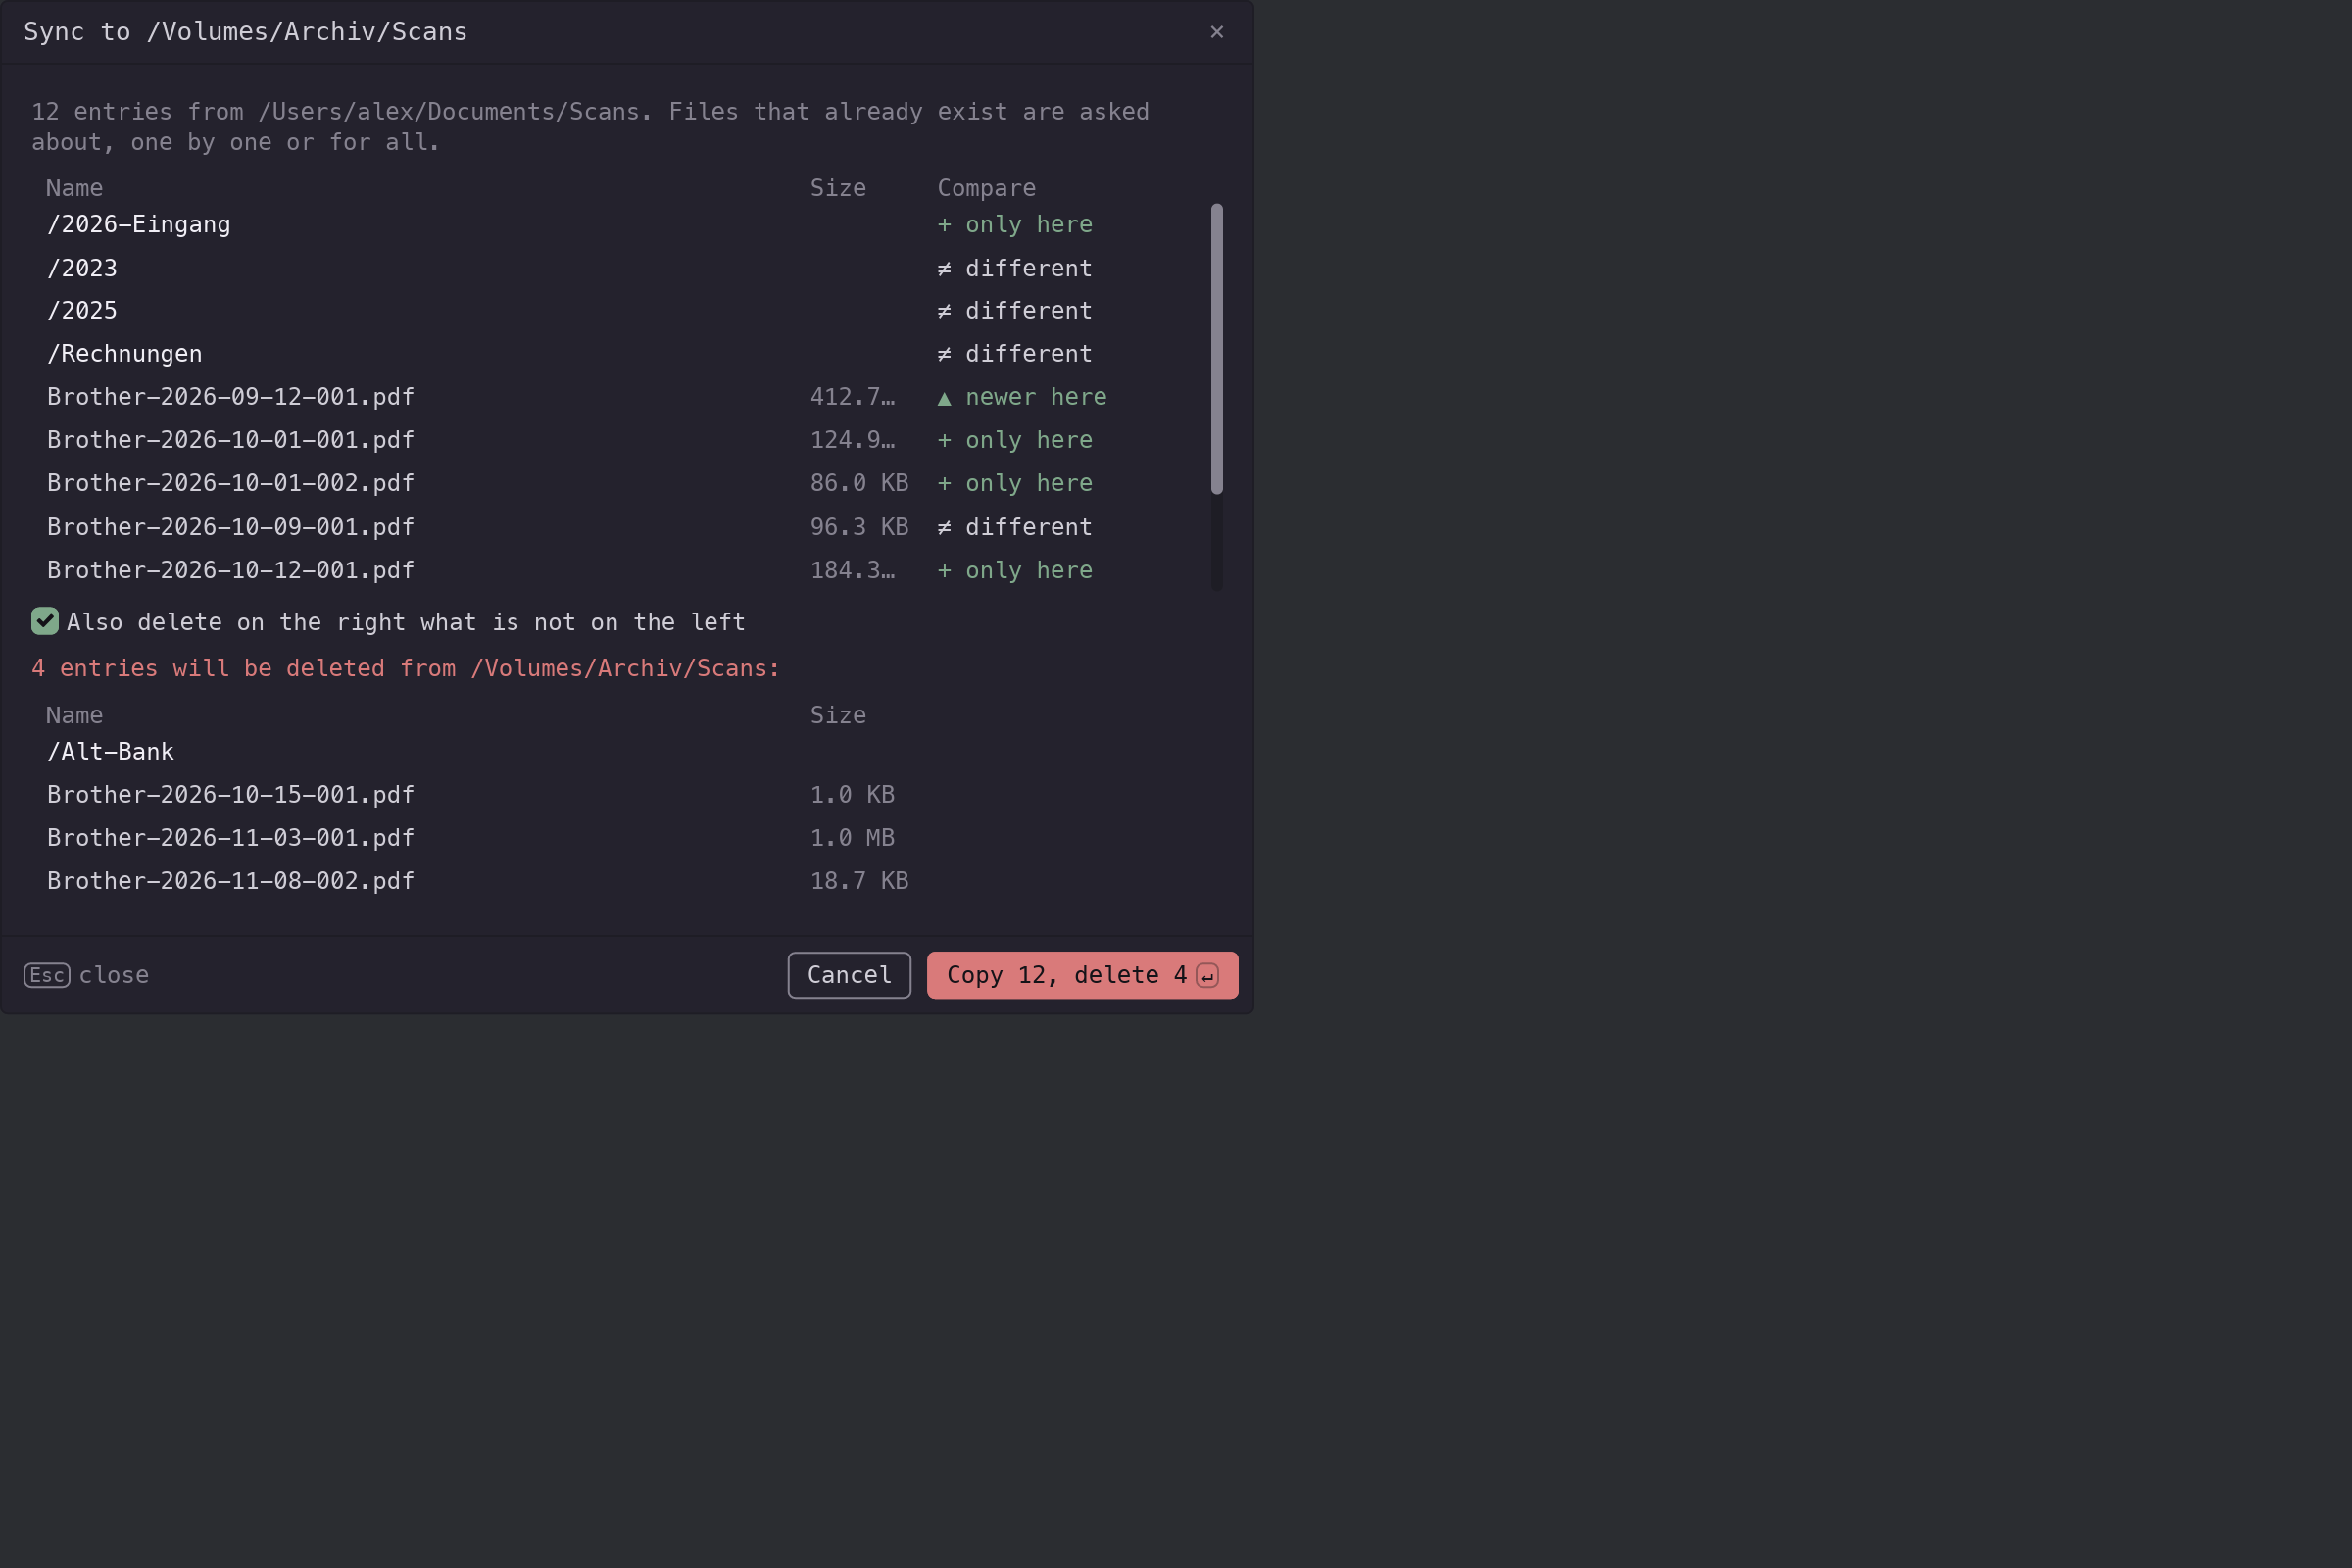 Sync to /Volumes/Archiv/Scans ×
12 entries from /Users/alex/Documents/Scans. Files that already exist are asked
about, one by one or for all.
Name Size Compare
/2026-Eingang + only here
/2023 ≠ different
/2025 ≠ different
/Rechnungen ≠ different
Brother-2026-09-12-001.pdf 412.7… ▲ newer here
Brother-2026-10-01-001.pdf 124.9… + only here
Brother-2026-10-01-002.pdf 86.0 KB + only here
Brother-2026-10-09-001.pdf 96.3 KB ≠ different
Brother-2026-10-12-001.pdf 184.3… + only here
Also delete on the right what is not on the left
4 entries will be deleted from /Volumes/Archiv/Scans:
Name Size
/Alt-Bank
Brother-2026-10-15-001.pdf 1.0 KB
Brother-2026-11-03-001.pdf 1.0 MB
Brother-2026-11-08-002.pdf 18.7 KB
Esc close Cancel Copy 12, delete 4 ↵